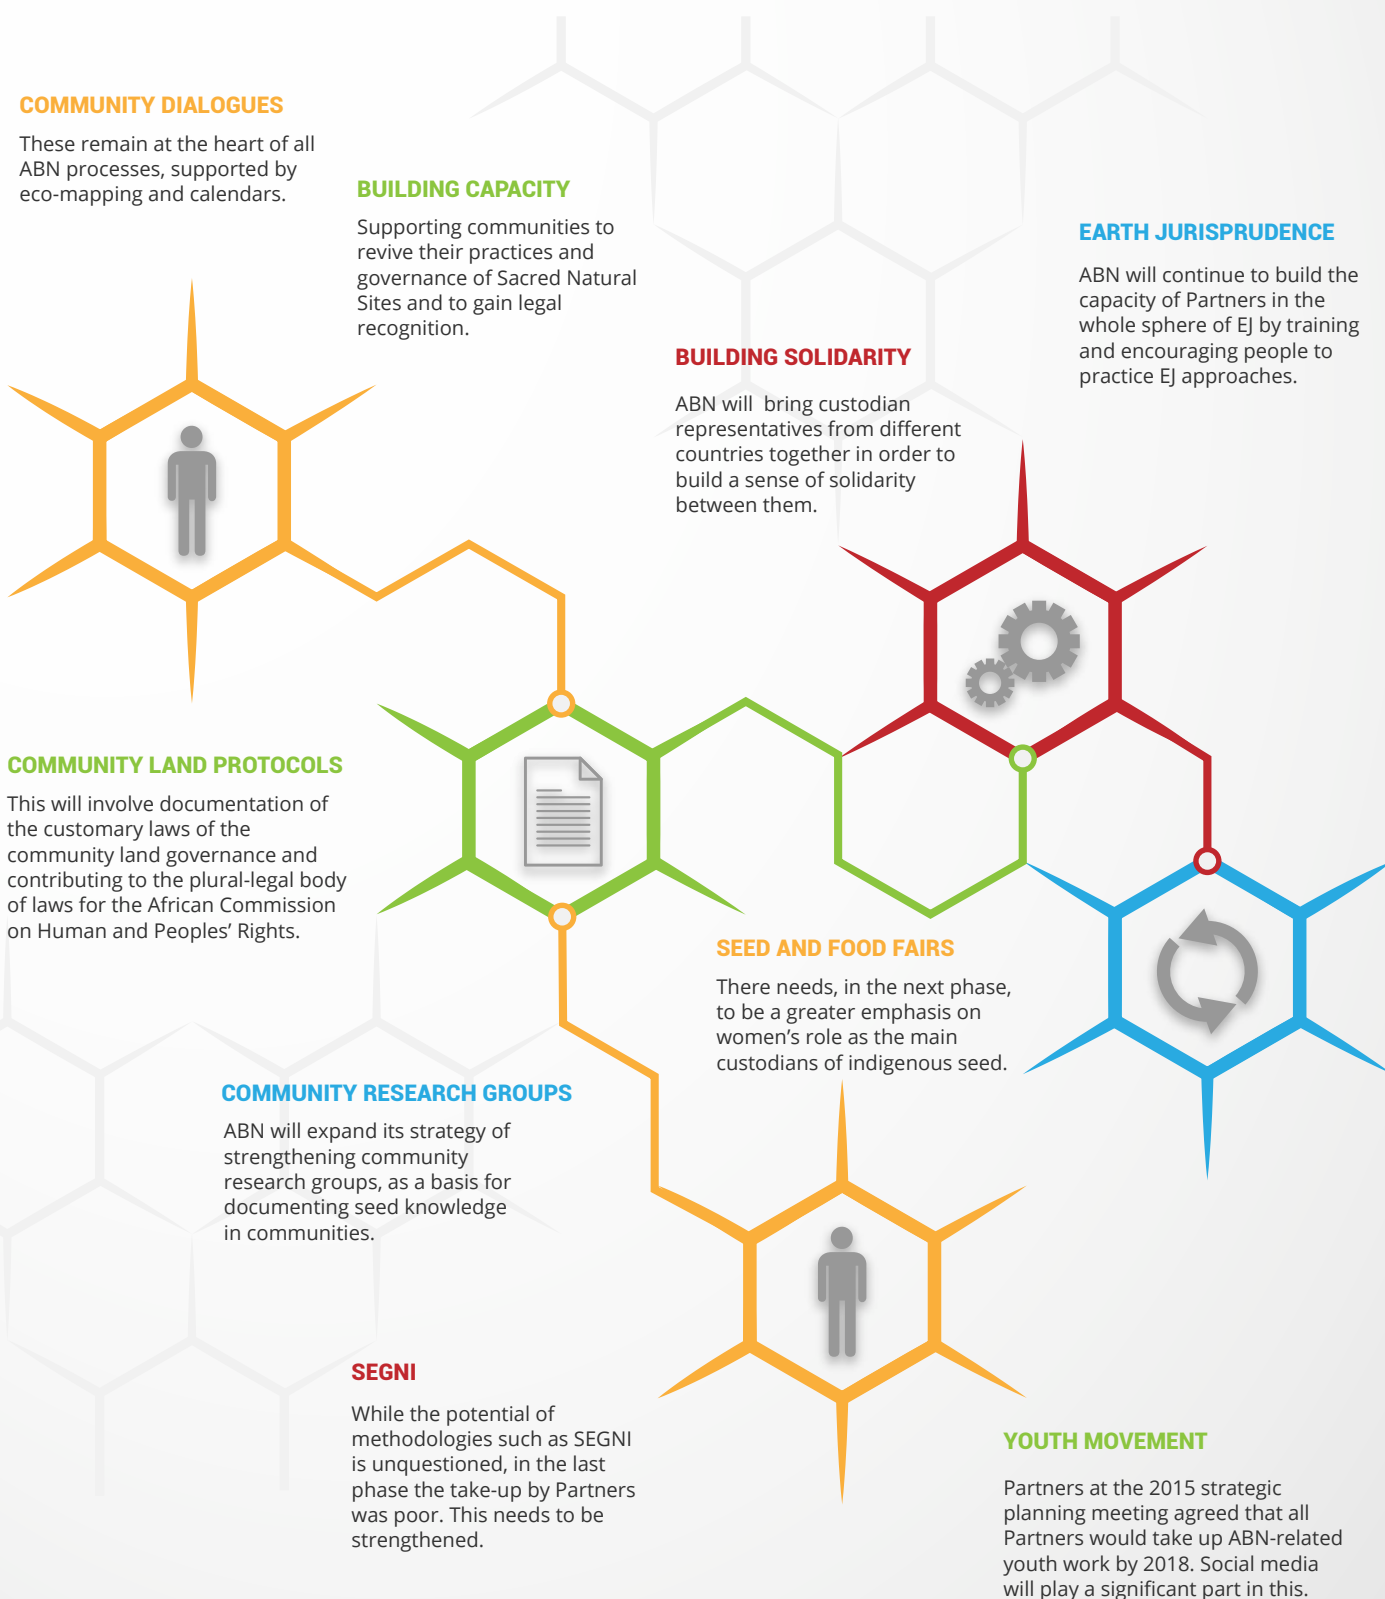 COMMUNITY DIALOGUES
These remain at the heart of all
ABN processes, supported by
eco-mapping and calendars.
BUILDING CAPACITY
Supporting communities to
revive their practices and
governance of Sacred Natural
Sites and to gain legal
recognition.
EARTH JURISPRUDENCE
ABN will continue to build the
capacity of Partners in the
whole sphere of EJ by training
and encouraging people to
practice EJ approaches.
BUILDING SOLIDARITY
ABN will  bring custodian
representatives from different
countries together in order to
build a sense of solidarity
between them.
COMMUNITY LAND PROTOCOLS
This will involve documentation of
the customary laws of the
community land governance and
contributing to the plural-legal body
of laws for the African Commission
on Human and Peoples’ Rights.
SEED AND FOOD FAIRS
There needs, in the next phase,
to be a greater emphasis on
women’s role as the main
custodians of indigenous seed.
COMMUNITY RESEARCH GROUPS
ABN will expand its strategy of
strengthening community
research groups, as a basis for
documenting seed knowledge
in communities.
SEGNI
While the potential of
methodologies such as SEGNI
is unquestioned, in the last
phase the take-up by Partners
was poor. This needs to be
strengthened.
YOUTH MOVEMENT
Partners at the 2015 strategic
planning meeting agreed that all
Partners would take up ABN-related
youth work by 2018. Social media
will play a significant part in this.